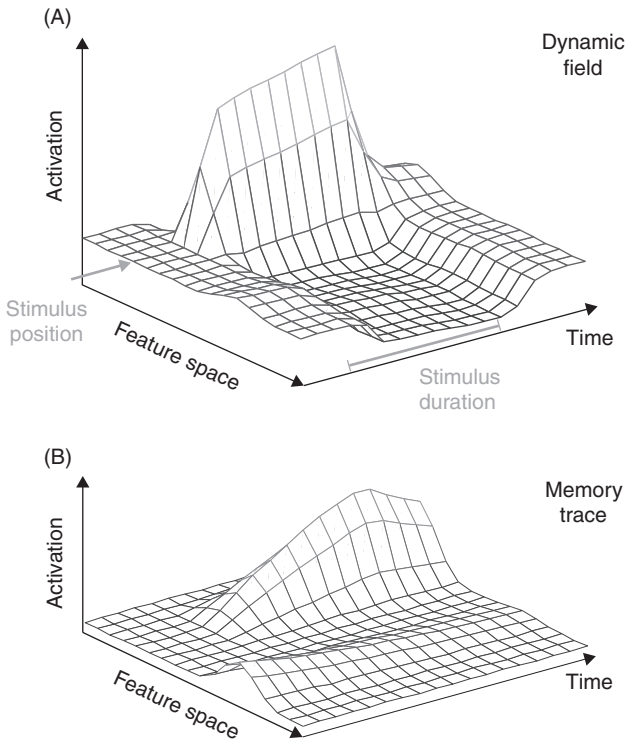 (A)
Dynamic
field
Activation
Stimulus
position
Feature space
Time
Stimulus
duration
(B)
Memory
trace
Activation
Feature space
Time